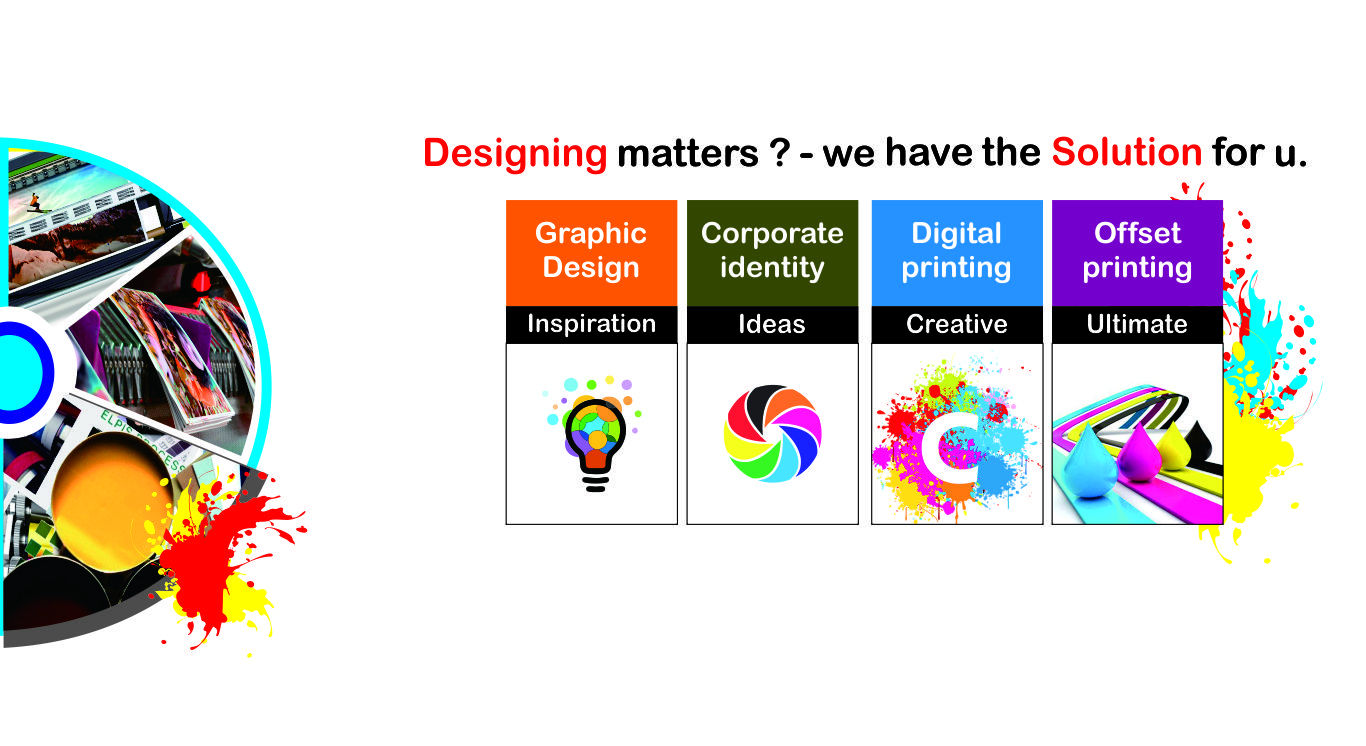 Designing matters ? - we have the Solution for u.
Graphic
Design
Corporate
identity
Digital
printing
Offset
printing
Inspiration
Ideas
Creative
Ultimate
C
ELPIS PROCESS